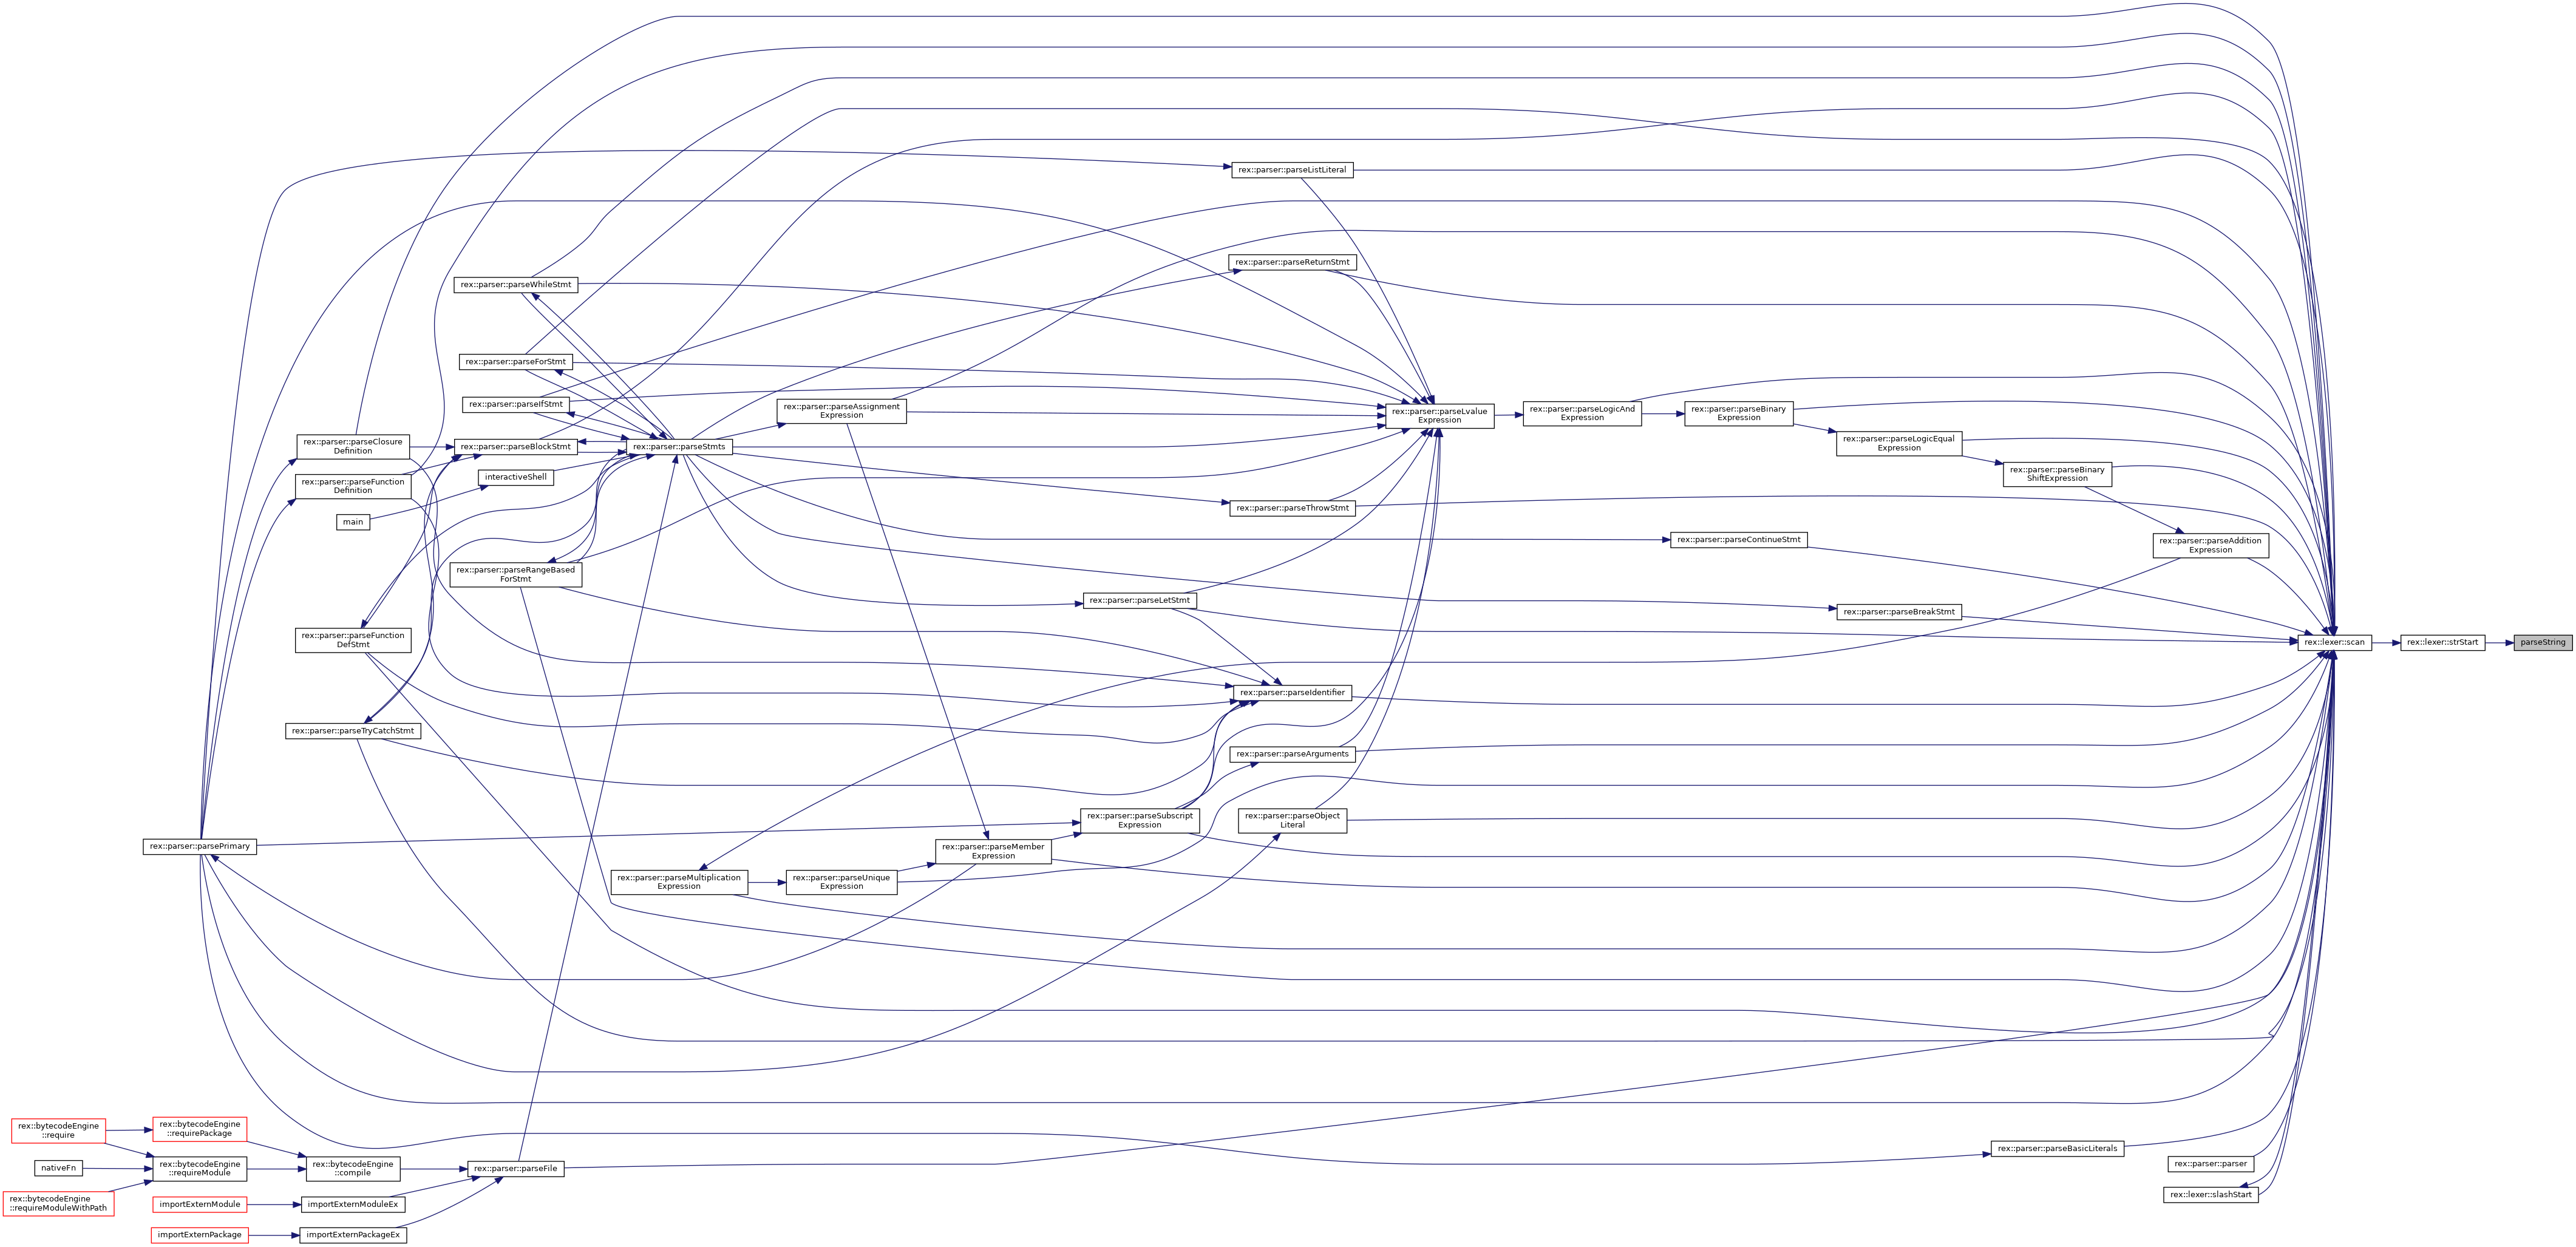 rex::parser::parseListLiteral
rex::parser::parseReturnStmt
rex::parser::parseWhileStmt
rex::parser::parseForStmt
rex::parser::parseIfStmt
rex::parser::parseAssignment
Expression
rex::parser::parseLvalue
Expression
rex::parser::parseLogicAnd
Expression
rex::parser::parseBinary
Expression
rex::parser::parseLogicEqual
Expression
rex::parser::parseBinary
ShiftExpression
rex::parser::parseClosure
Definition
rex::parser::parseBlockStmt
rex::parser::parseStmts
interactiveShell
rex::parser::parseFunction
Definition
main
rex::parser::parseThrowStmt
rex::parser::parseContinueStmt
rex::parser::parseAddition
Expression
rex::parser::parseRangeBased
ForStmt
rex::parser::parseLetStmt
rex::parser::parseBreakStmt
rex::parser::parseFunction
DefStmt
rex::lexer::scan
rex::lexer::strStart
parseString
rex::parser::parseIdentifier
rex::parser::parseTryCatchStmt
rex::parser::parseArguments
rex::parser::parseSubscript
Expression
rex::parser::parseObject
Literal
rex::parser::parsePrimary
rex::parser::parseMember
Expression
rex::parser::parseMultiplication
Expression
rex::parser::parseUnique
Expression
rex::bytecodeEngine
::require
rex::bytecodeEngine
::requirePackage
rex::parser::parseBasicLiterals
nativeFn
rex::bytecodeEngine
::requireModule
rex::bytecodeEngine
::compile
rex::parser::parseFile
rex::parser::parser
rex::bytecodeEngine
::requireModuleWithPath
importExternModule
importExternModuleEx
rex::lexer::slashStart
importExternPackage
importExternPackageEx